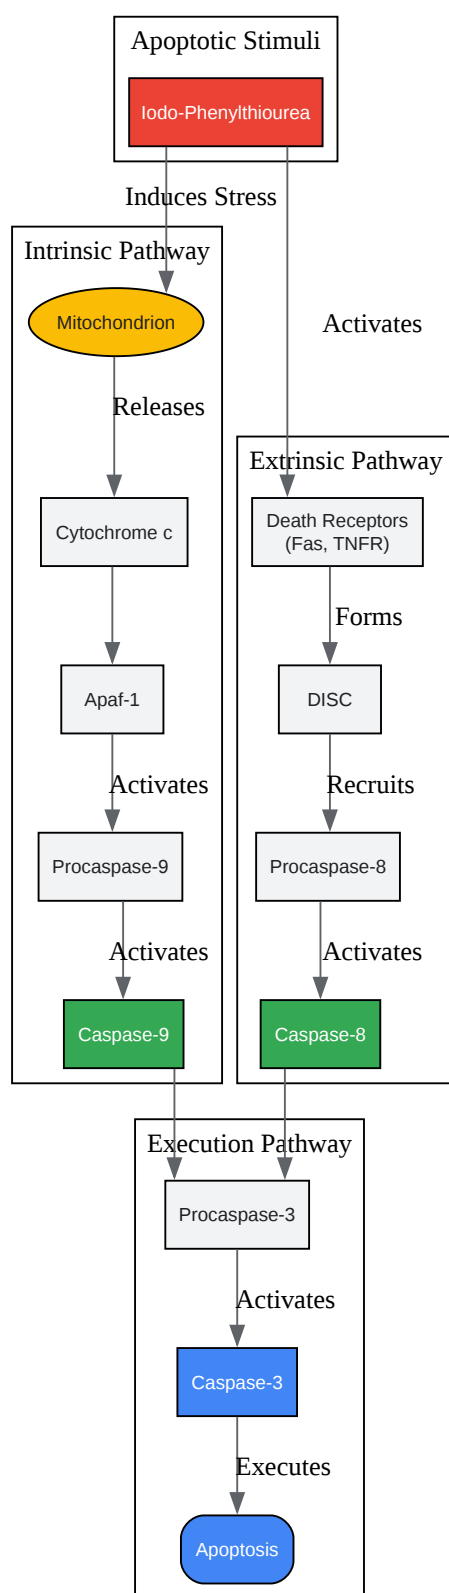 Apoptotic Stimuli
Iodo-Phenylthiourea
Induces Stress
Activates
Intrinsic Pathway
Mitochondrion
Releases
Cytochrome c
Apaf-1
Activates
Procaspase-9
Activates
Caspase-9
Extrinsic Pathway
Death Receptors
(Fas, TNFR)
Forms
DISC
Recruits
Procaspase-8
Activates
Caspase-8
Execution Pathway
Procaspase-3
Activates
Caspase-3
Executes
Apoptosis